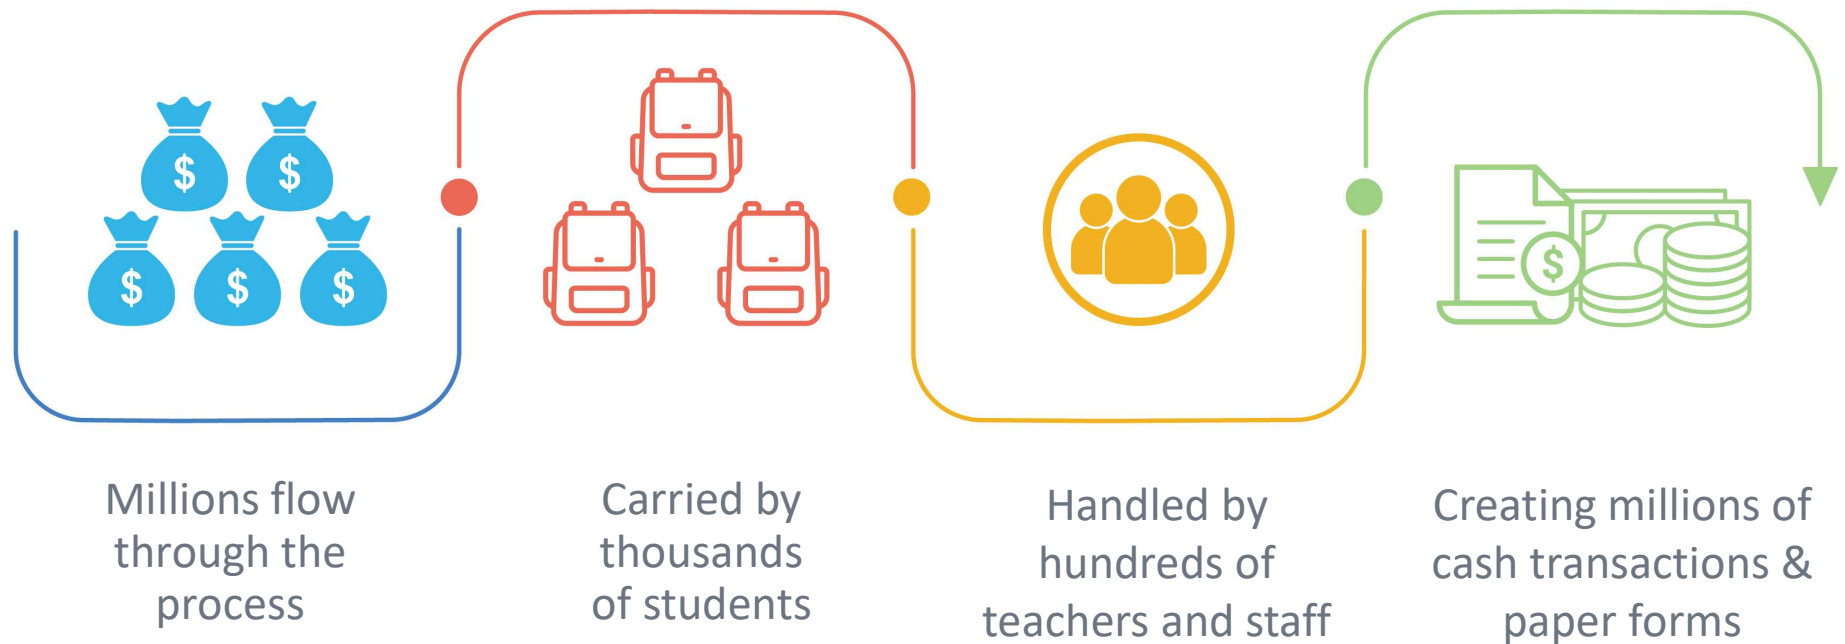 $ $
$ $ $
$
Millions flow
through the
process
Carried by
thousands
of students
Handled by
hundreds of
teachers and staff
Creating millions of
cash transactions &
paper forms